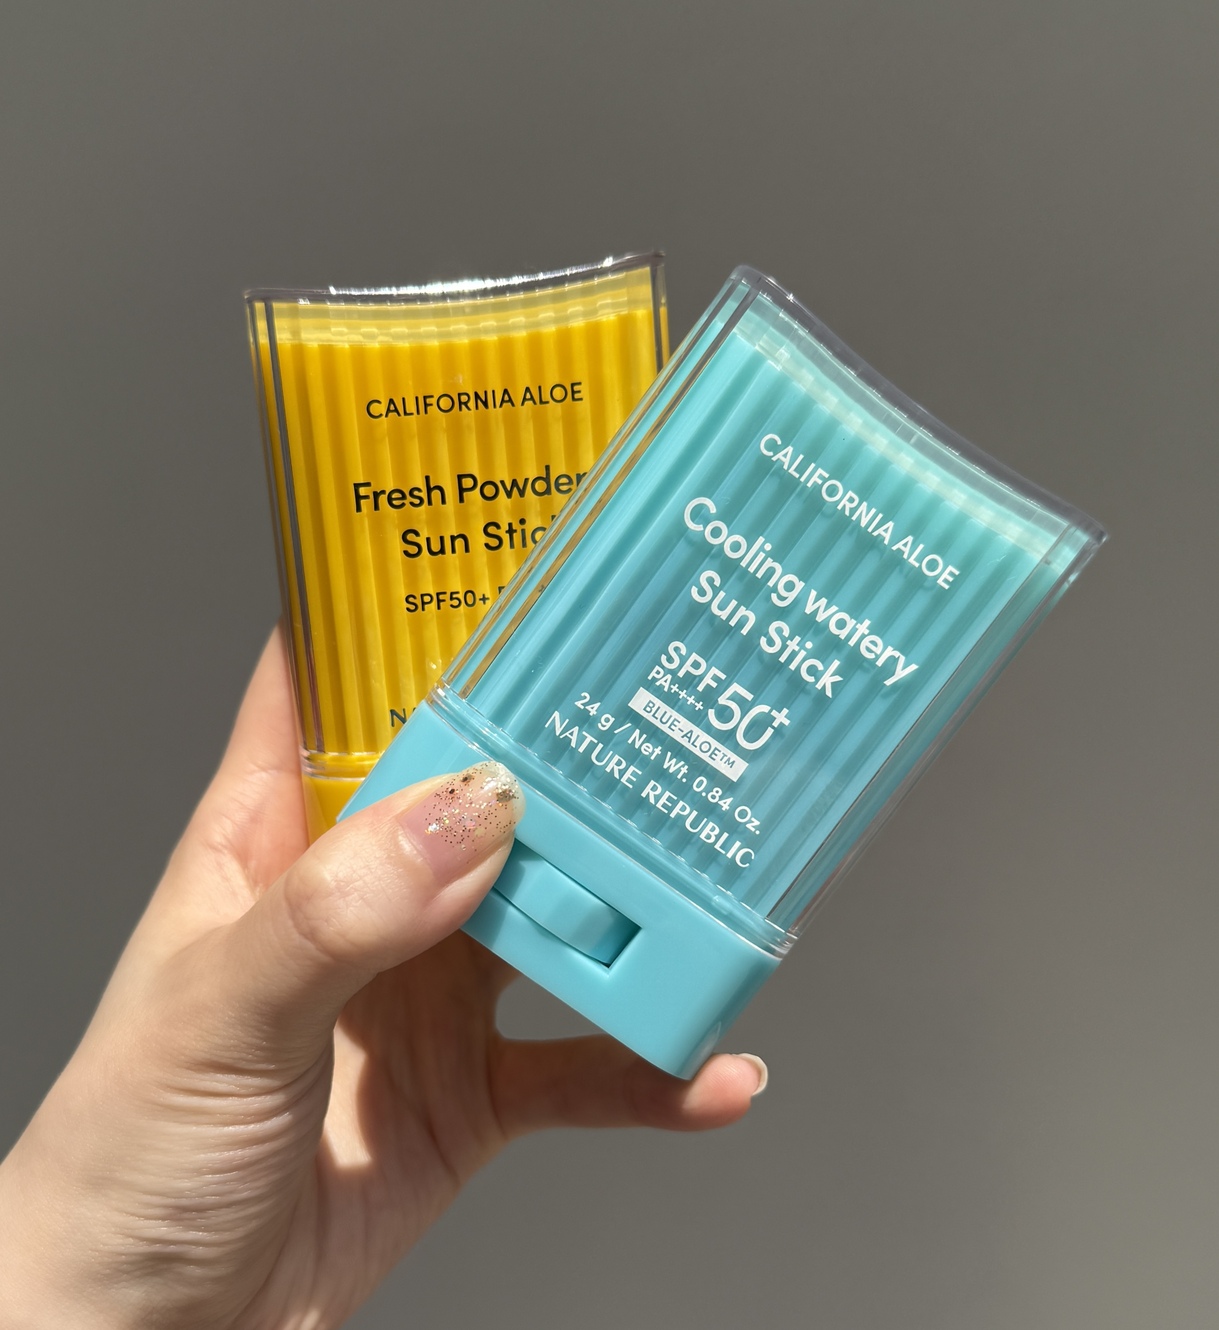 CALIFORNIA ALOE
Fresh Powder
Sun
SPF50+
CALIFORNIA ALOE
Cooling watery
Sun Stick
SPF 50+
PA++++
BLUE-ALOE™
24 g / Net Wt. 0.84 Oz.
NATURE REPUBLIC